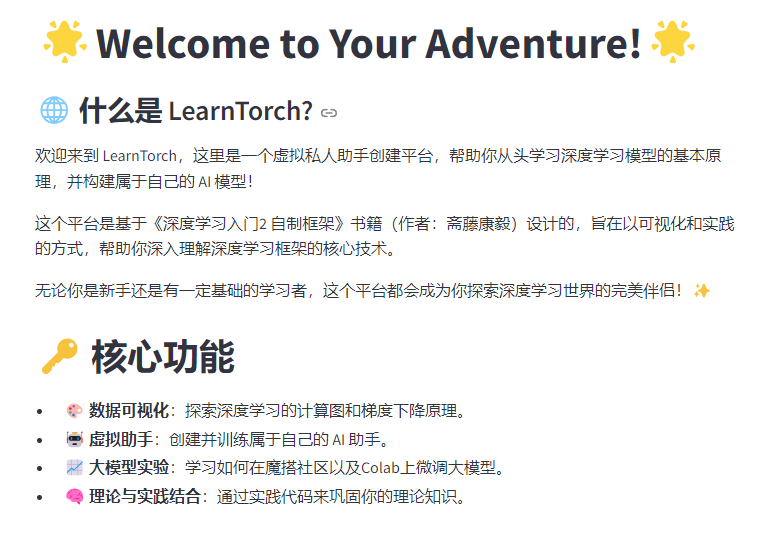 🌟 Welcome to Your Adventure! 🌟
🌐 什么是 LearnTorch?
欢迎来到 LearnTorch，这里是一个虚拟私人助手创建平台，帮助你从头学习深度学习模型的基本原
理，并构建属于自己的 AI 模型！
这个平台是基于《深度学习入门2 自制框架》书籍（作者：斋藤康毅）设计的，旨在以可视化和实践
的方式，帮助你深入理解深度学习框架的核心技术。
无论你是新手还是有一定基础的学习者，这个平台都会成为你探索深度学习世界的完美伴侣！✨
🔑 核心功能
• 🎨 数据可视化：探索深度学习的计算图和梯度下降原理。
• 🤖 虚拟助手：创建并训练属于自己的 AI 助手。
• 📈 大模型实验：学习如何在魔搭社区以及Colab上微调大模型。
• 🧠 理论与实践结合：通过实践代码来巩固你的理论知识。